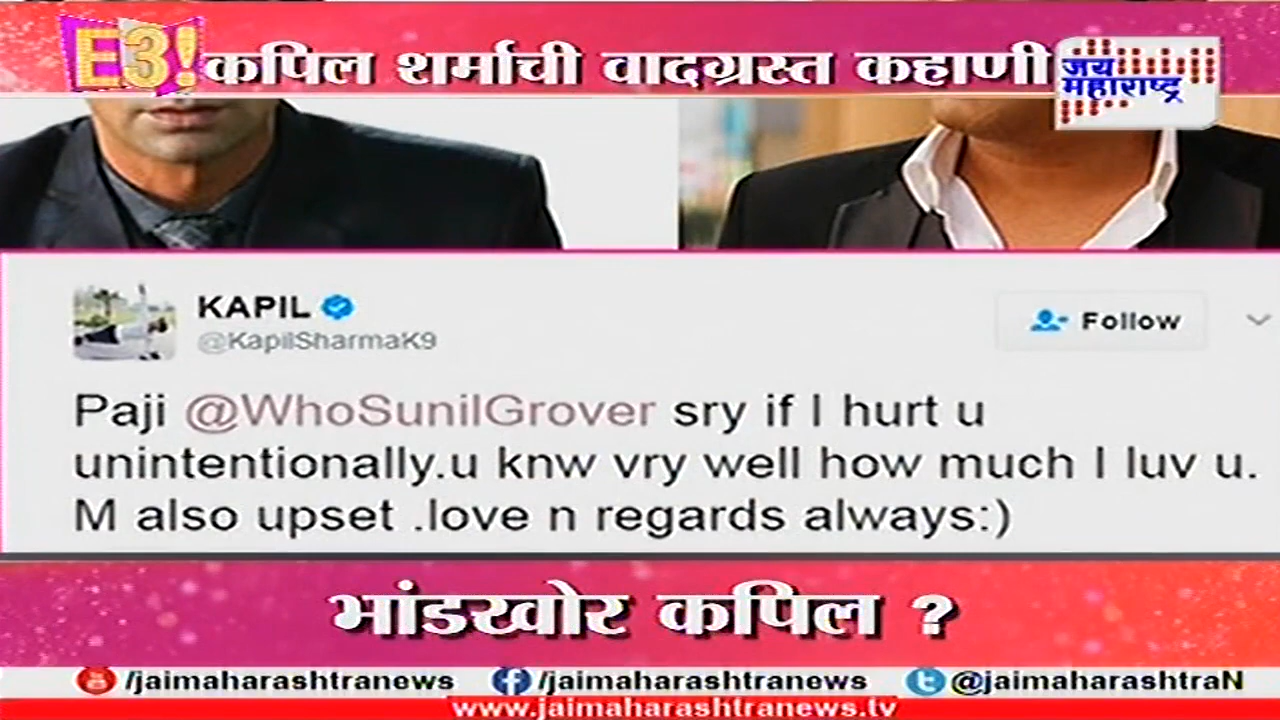 E3! कपिल शर्माची वादग्रस्त कहाणी
जय
महाराष्ट्र
KAPIL
@KapilSharmaK9
Follow
Paji @WhoSunilGrover sry if I hurt u
unintentionally.u knw vry well how much I luv u.
M also upset .love n regards always:)
भांडखोर कपिल ?
/jaimaharashtranews /jaimaharashtranews @jaimaharashtraN
www.jaimaharashtranews.tv